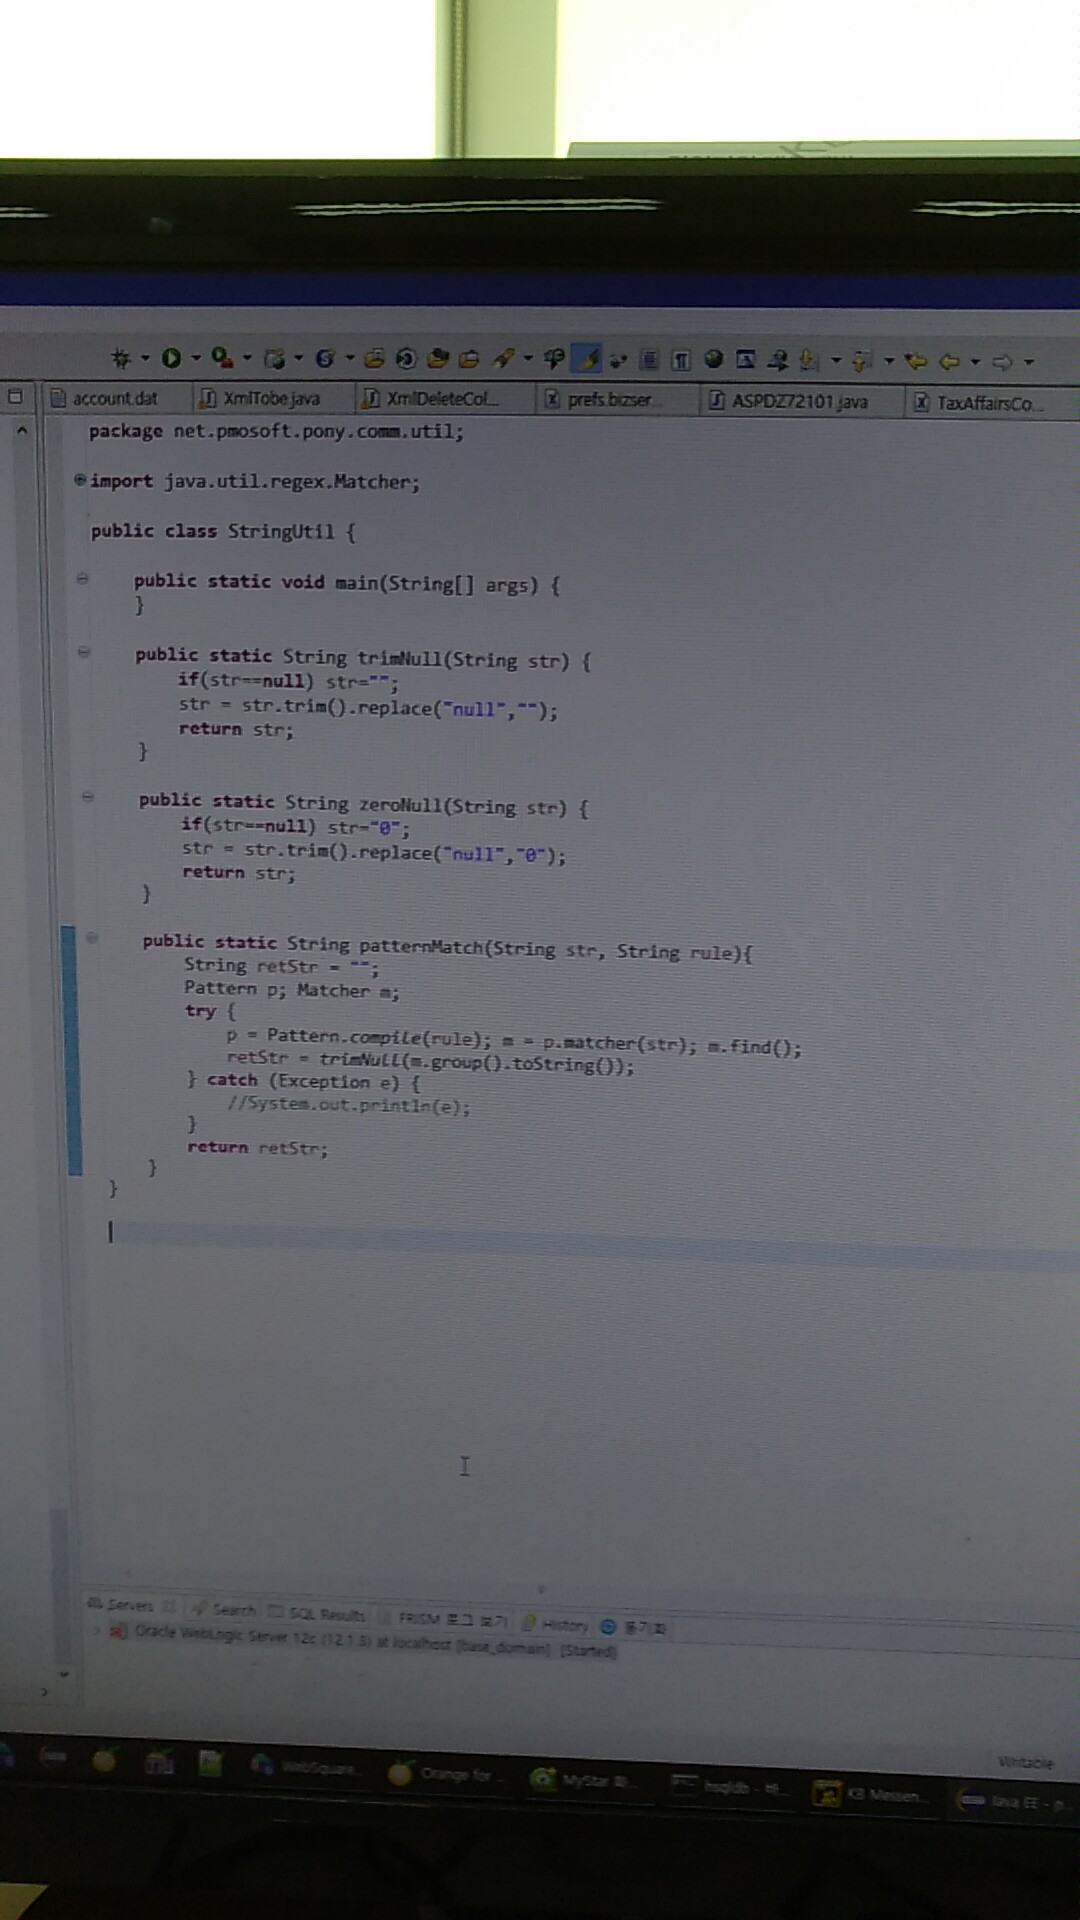 account.dat XmlTobe.java XmlDeleteCol... prefs.bizser... ASPDZ72101.java TaxAffairsCo...
package net.pmosoft.pony.comm.util;
import java.util.regex.Matcher;
public class StringUtil {
public static void main(String[] args) {
}
public static String trimNull(String str) {
if(str==null) str="";
str = str.trim().replace("null","");
return str;
}
public static String zeroNull(String str) {
if(str==null) str="0";
str = str.trim().replace("null","0");
return str;
}
public static String patternMatch(String str, String rule){
String retStr = "";
Pattern p; Matcher m;
try {
p = Pattern.compile(rule); m = p.matcher(str); m.find();
retStr = trimNull(m.group().toString());
} catch (Exception e) {
//System.out.println(e);
}
return retStr;
}
}
Servers Search SQL Results FRISM 로그 보기 History 동기화
Oracle WebLogic Server 12c (12.1.3) at localhost [base_domain] [Started]
Writable
WebSquare... Orange for ... MyStar hsqldb - KB Messen... Java EE - p...